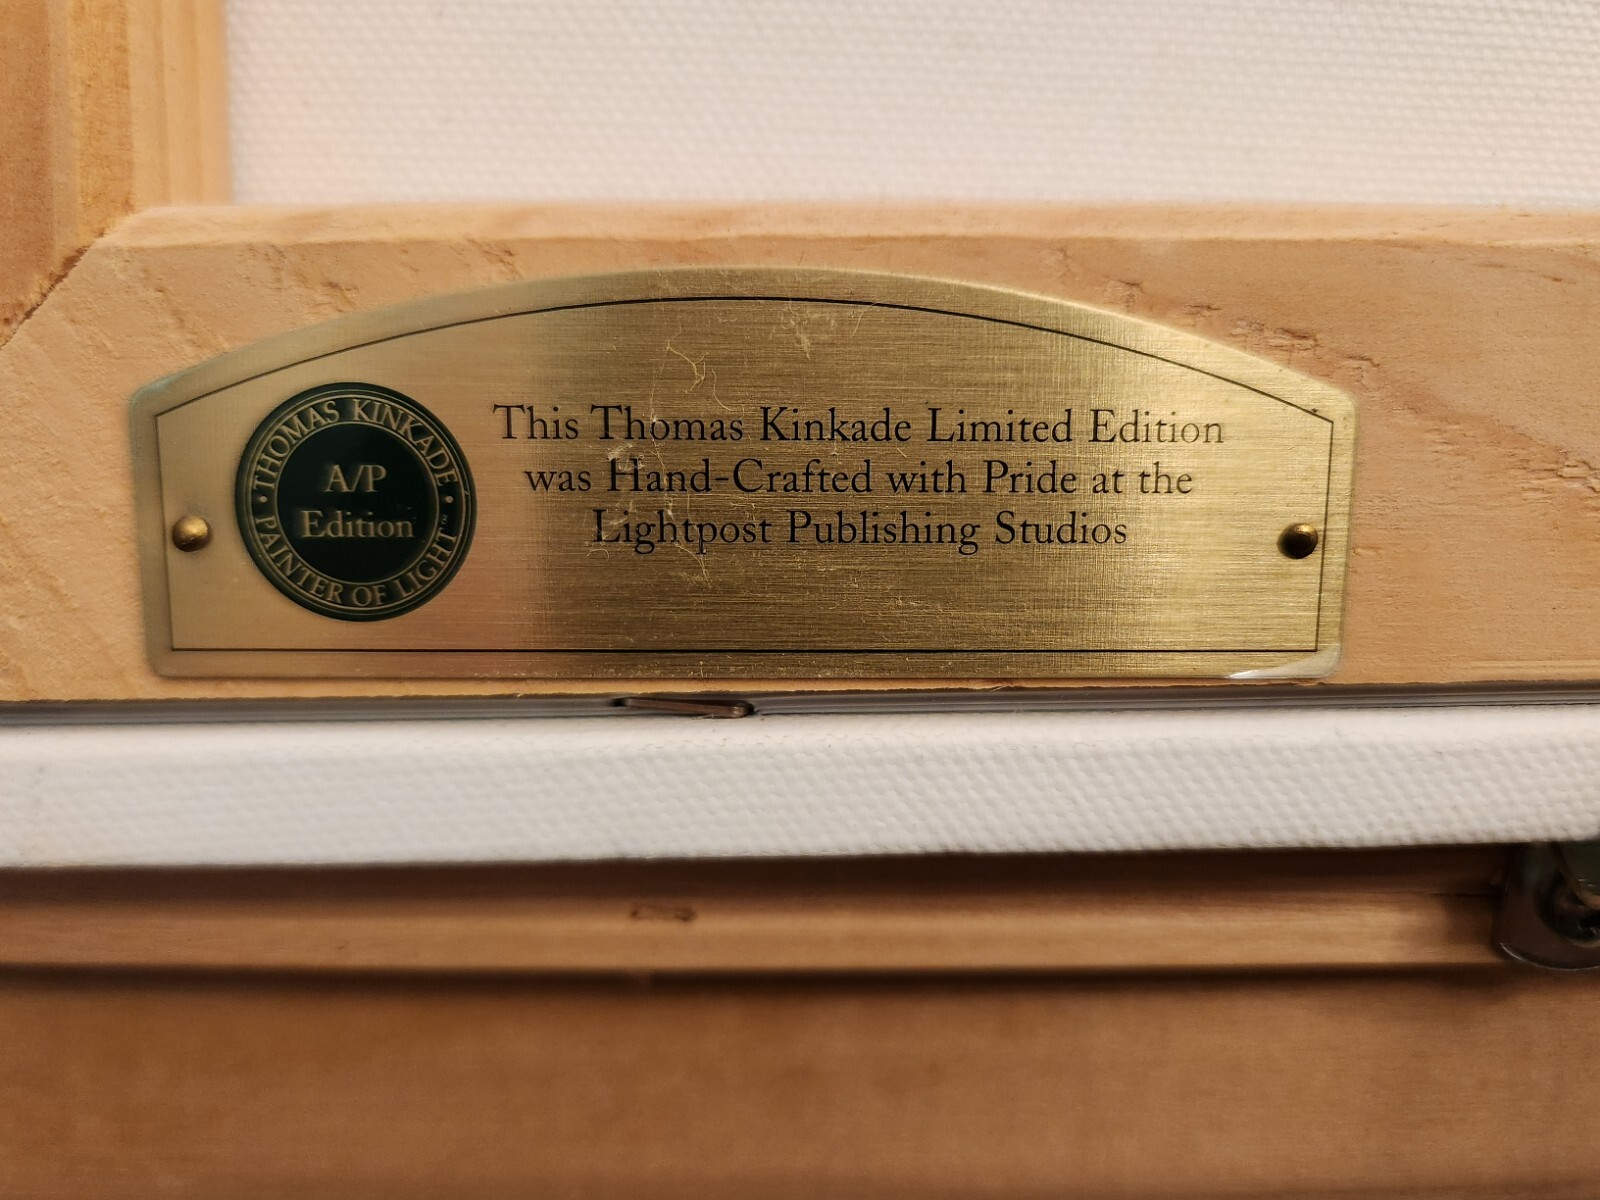 THOMAS KINKADE
A/P
Edition
• PAINTER OF LIGHT™ •
This Thomas Kinkade Limited Edition
was Hand-Crafted with Pride at the
Lightpost Publishing Studios